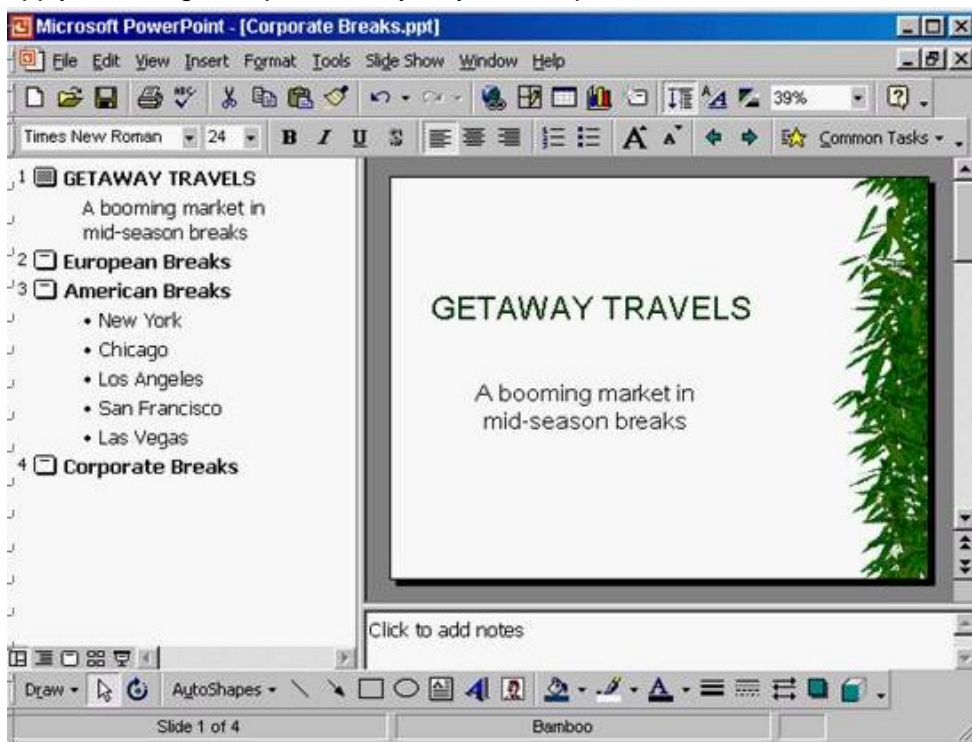 Microsoft PowerPoint - [Corporate Breaks.ppt]
File Edit View Insert Format Tools Slide Show Window Help
39%
Times New Roman 24 B I U S A A Common Tasks
1 GETAWAY TRAVELS
A booming market in
mid-season breaks
2 European Breaks
3 American Breaks
• New York
• Chicago
• Los Angeles
• San Francisco
• Las Vegas
4 Corporate Breaks
GETAWAY TRAVELS
A booming market in
mid-season breaks
Click to add notes
Draw AutoShapes
Slide 1 of 4 Bamboo